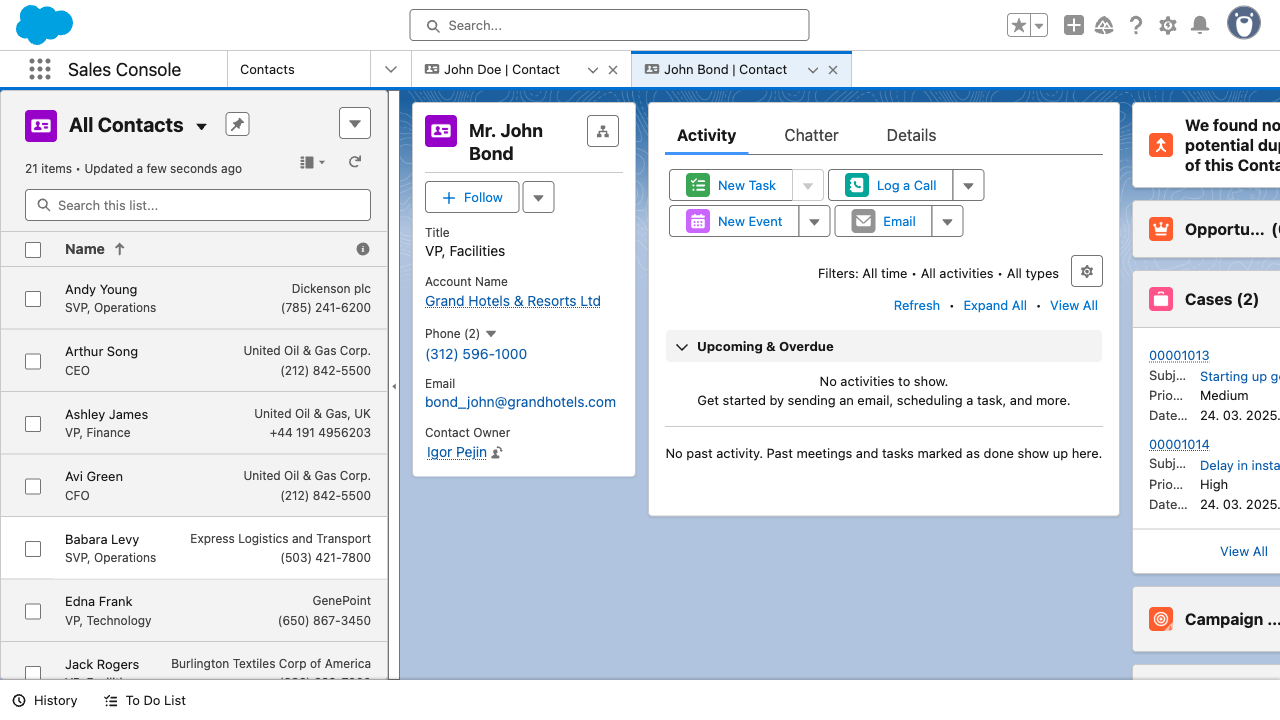 Search...
Sales Console
Contacts
John Doe | Contact
John Bond | Contact
All Contacts
21 items • Updated a few seconds ago
Search this list...
Name
Andy Young
Dickenson plc
SVP, Operations
(785) 241-6200
Arthur Song
United Oil & Gas Corp.
CEO
(212) 842-5500
Ashley James
United Oil & Gas, UK
VP, Finance
+44 191 4956203
Avi Green
United Oil & Gas Corp.
CFO
(212) 842-5500
Babara Levy
Express Logistics and Transport
SVP, Operations
(503) 421-7800
Edna Frank
GenePoint
VP, Technology
(650) 867-3450
Jack Rogers
Burlington Textiles Corp of America
Mr. John
Bond
Follow
Title
VP, Facilities
Account Name
Grand Hotels & Resorts Ltd
Phone (2)
(312) 596-1000
Email
bond_john@grandhotels.com
Contact Owner
Igor Pejin
Activity
Chatter
Details
New Task
Log a Call
New Event
Email
Filters: All time • All activities • All types
Refresh • Expand All • View All
Upcoming & Overdue
No activities to show.
Get started by sending an email, scheduling a task, and more.
No past activity. Past meetings and tasks marked as done show up here.
We found no
potential dup
of this Conta
Opportu... (
Cases (2)
00001013
Subj... Starting up g
Prio... Medium
Date... 24. 03. 2025.
00001014
Subj... Delay in insta
Prio... High
Date... 24. 03. 2025.
View All
Campaign ...
History
To Do List